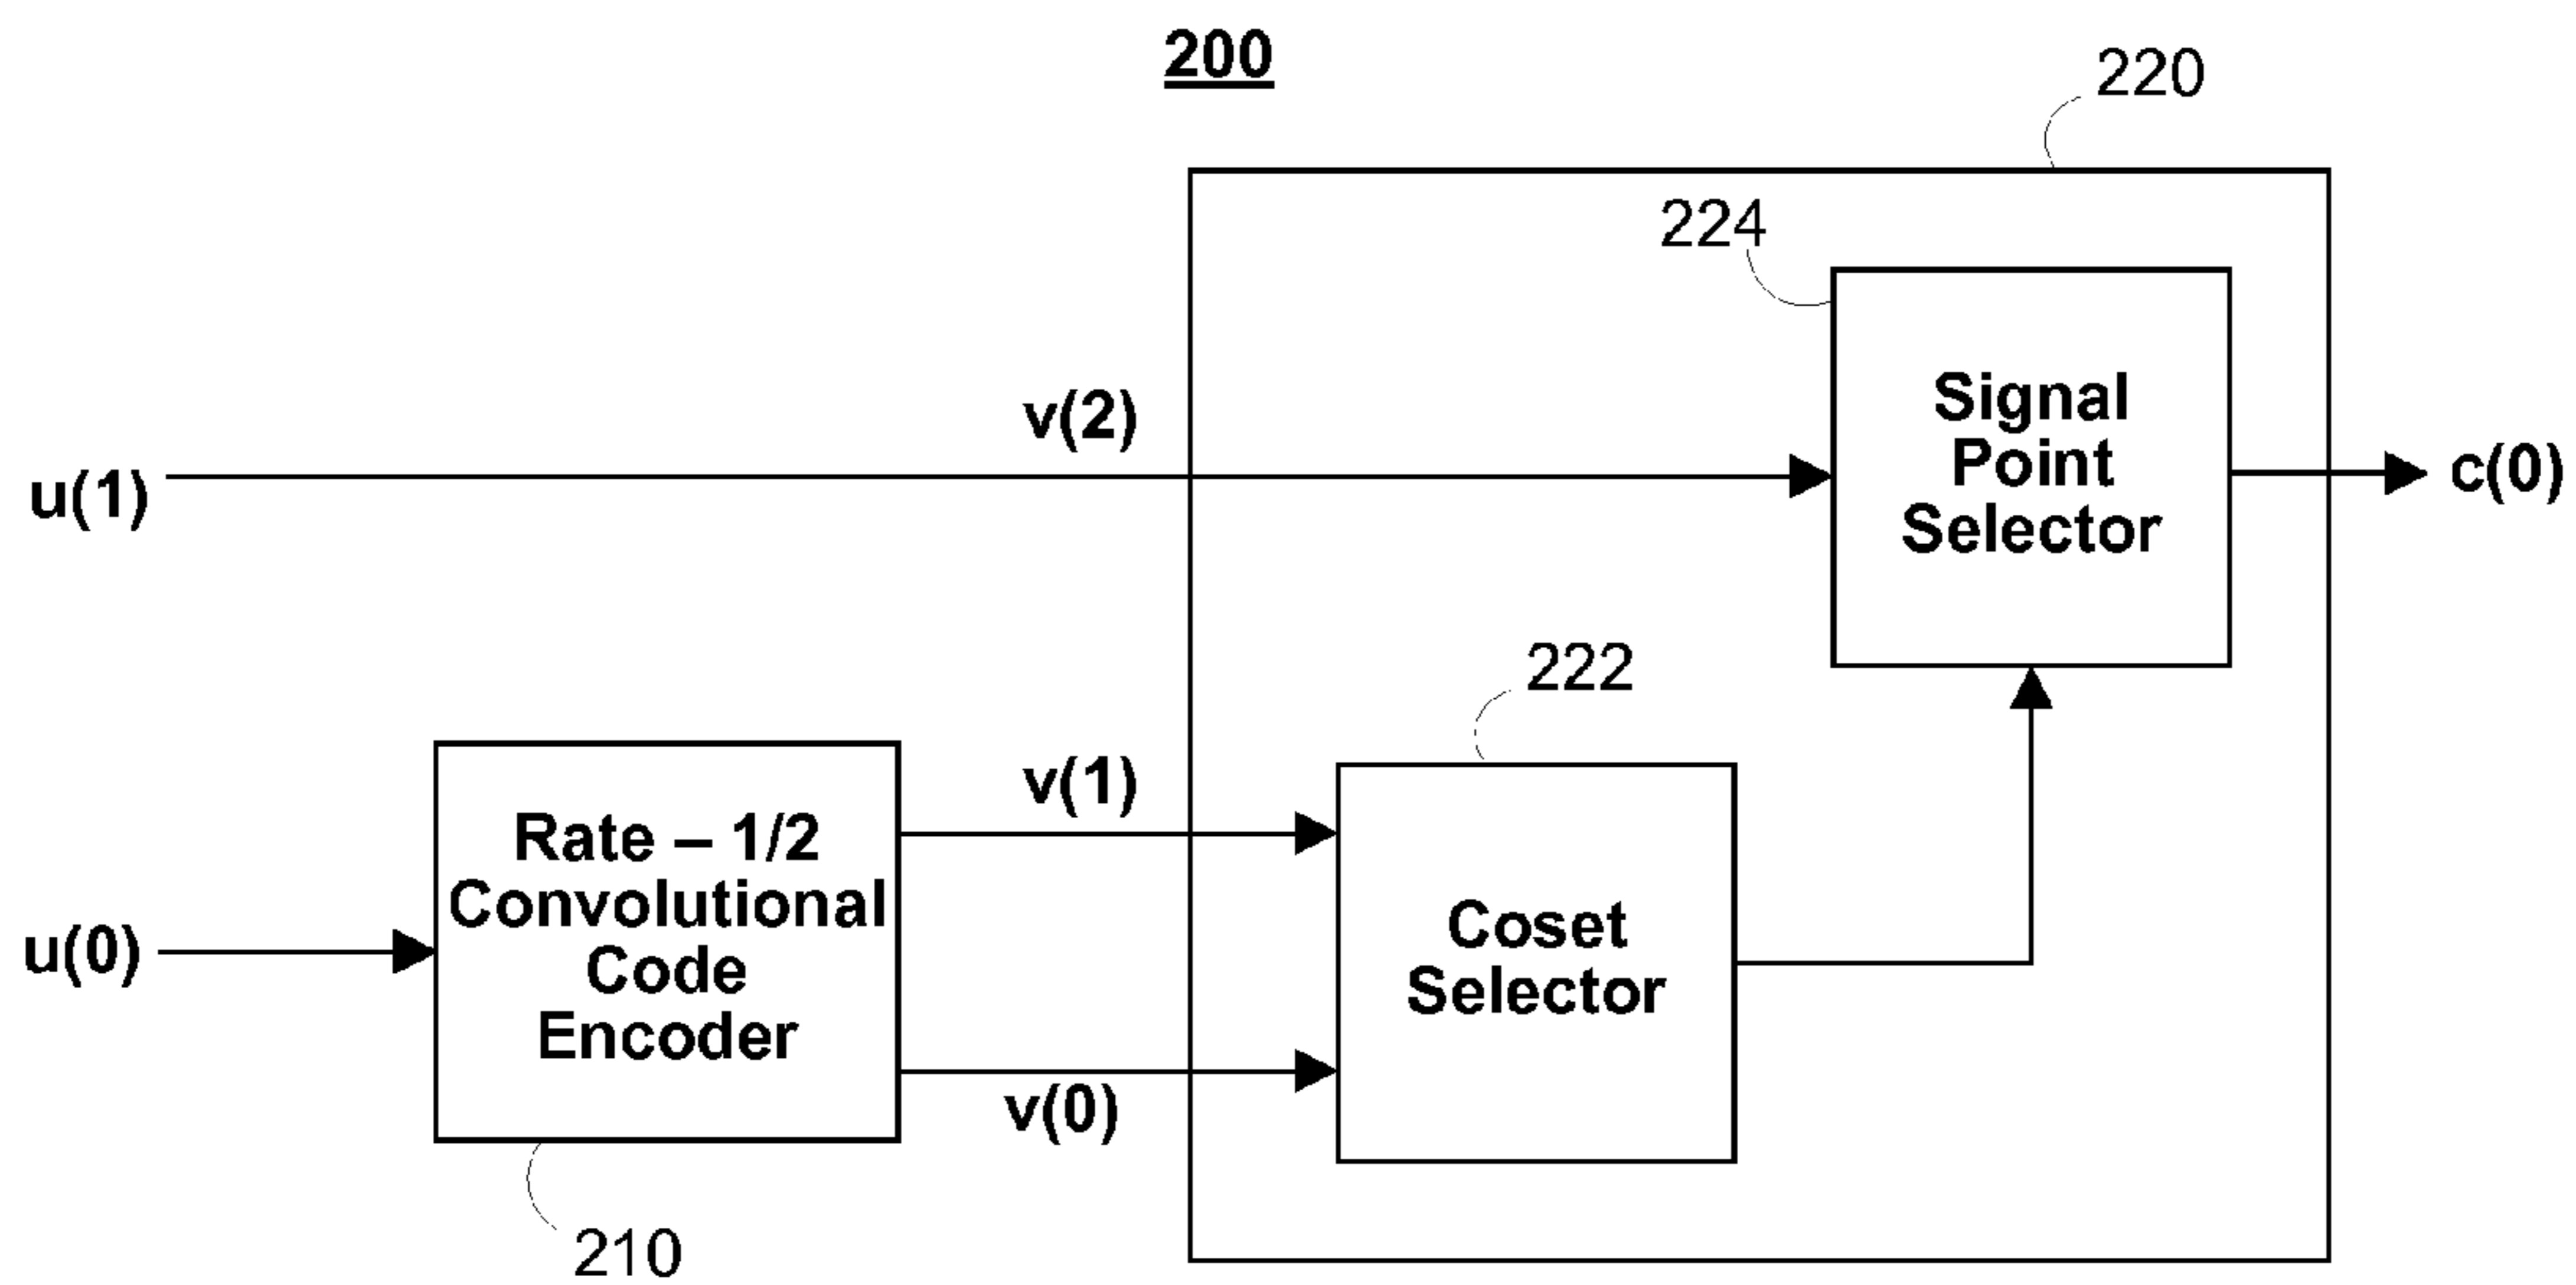 200
220
224
Signal
Point
Selector
v(2)
u(1)
c(0)
222
v(1)
Rate – 1/2
Convolutional
Code
Encoder
Coset
Selector
u(0)
v(0)
210